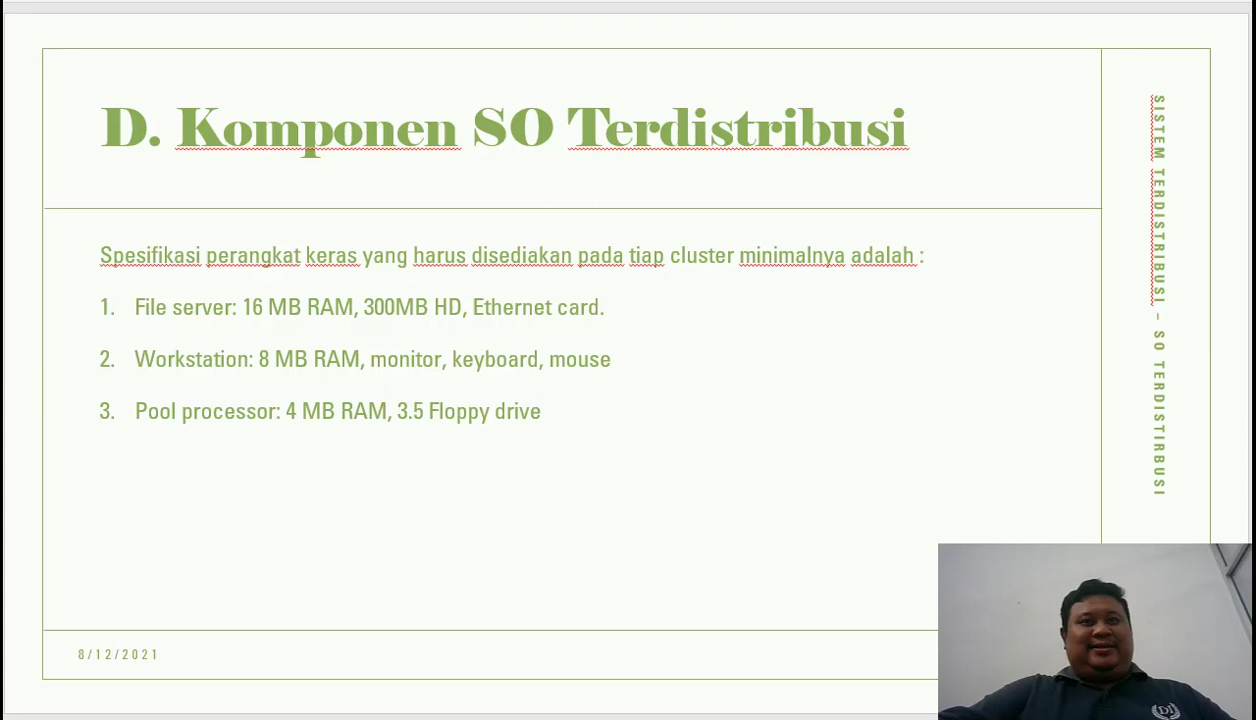 D. Komponen SO Terdistribusi
Spesifikasi perangkat keras yang harus disediakan pada tiap cluster minimalnya adalah :
1. File server: 16 MB RAM, 300MB HD, Ethernet card.
2. Workstation: 8 MB RAM, monitor, keyboard, mouse
3. Pool processor: 4 MB RAM, 3.5 Floppy drive
SISTEM TERDISTRIBUSI – SO TERDISTIRBUSI
8/12/2021